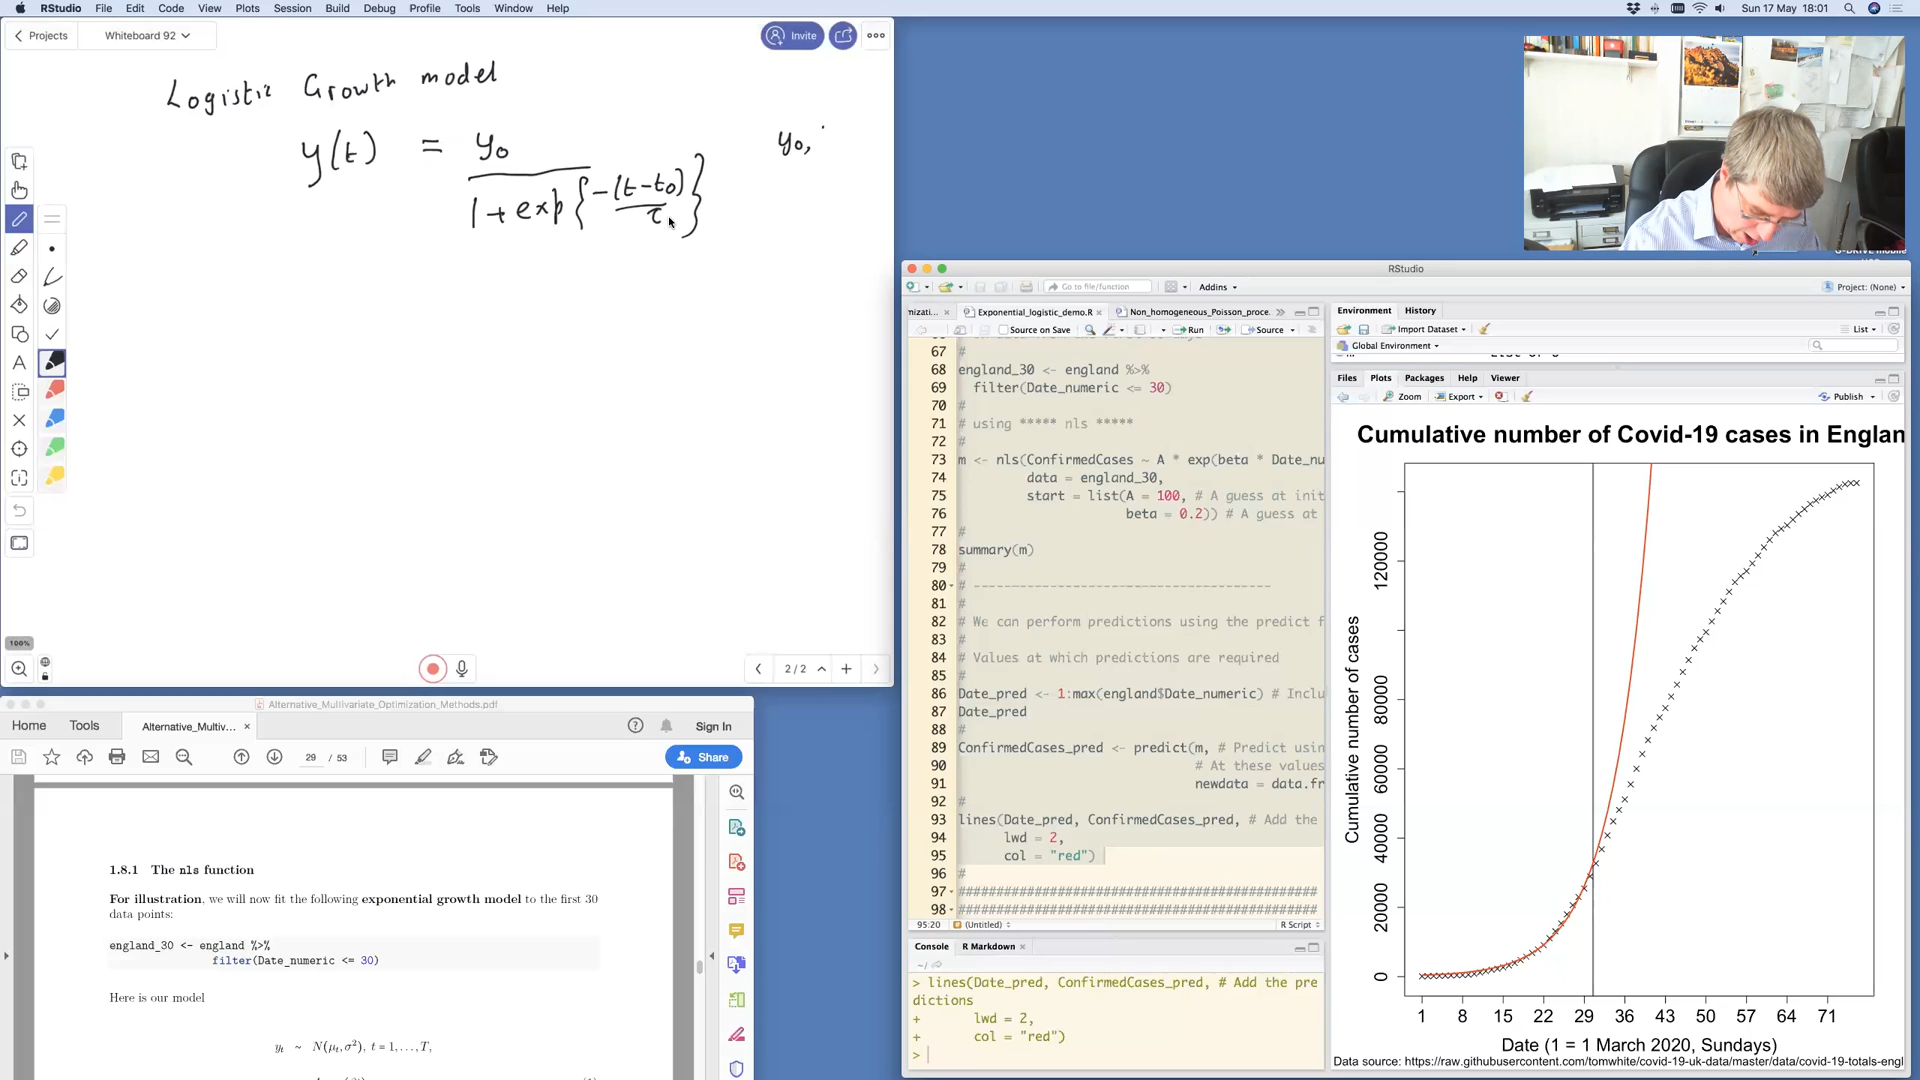 RStudio File Edit Code View Plots Session Build Debug Profile Tools Window Help
Sun 17 May 18:01
Projects
Whiteboard 92
Invite
Logistic Growth model
y(t) = y0
y0,
1 + exp{ -(t-t0)
τ }
100%
2 / 2
Alternative_Multivariate_Optimization_Methods.pdf
Home Tools
Alternative_Multiv... ×
Sign In
29 / 53
Share
1.8.1 The nls function
For illustration, we will now fit the following exponential growth model to the first 30
data points:
england_30 <- england %>%
filter(Date_numeric <= 30)
Here is our model
yt ~ N(μt, σ²), t = 1, . . . , T,
RStudio
Go to file/function
Addins
Project: (None)
mizati...
Exponential_logistic_demo.R
Non_homogeneous_Poisson_proce.
Source on Save
Run
Source
67 #
68 england_30 <- england %>%
69 filter(Date_numeric <= 30)
70 #
71 # using ***** nls *****
72 #
73 m <- nls(ConfirmedCases ~ A * exp(beta * Date_nu
74 data = england_30,
75 start = list(A = 100, # A guess at init
76 beta = 0.2)) # A guess at
77 #
78 summary(m)
79 #
80 # ---------------------------------------
81 #
82 # We can perform predictions using the predict f
83 #
84 # Values at which predictions are required
85 #
86 Date_pred <- 1:max(england$Date_numeric) # Inclu
87 Date_pred
88 #
89 ConfirmedCases_pred <- predict(m, # Predict usin
90 # At these values
91 newdata = data.fr
92 #
93 lines(Date_pred, ConfirmedCases_pred, # Add the
94 lwd = 2,
95 col = "red")
96 #
97 ################################################
98 ################################################
95:20
(Untitled)
R Script
Console
R Markdown
~/
> lines(Date_pred, ConfirmedCases_pred, # Add the pre
dictions
+ lwd = 2,
+ col = "red")
>
Environment History
Import Dataset
List
Global Environment
Files Plots Packages Help Viewer
Zoom
Export
Publish
Cumulative number of Covid-19 cases in Englan
Cumulative number of cases
0 20000 40000 60000 80000 120000
1 8 15 22 29 36 43 50 57 64 71
Date (1 = 1 March 2020, Sundays)
Data source: https://raw.githubusercontent.com/tomwhite/covid-19-uk-data/master/data/covid-19-totals-engl